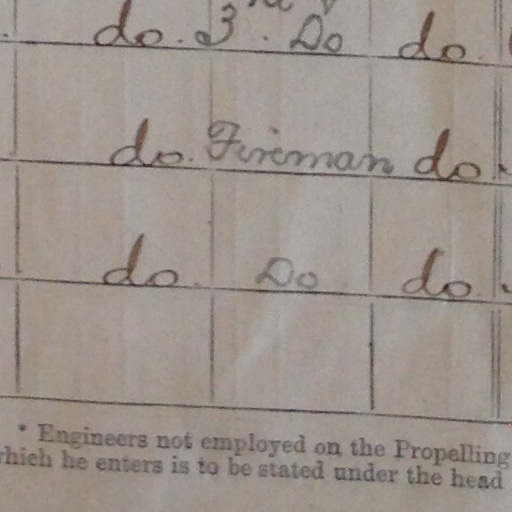 do. 3rd. Do do.
do. Fireman do.
do. Do do.
* Engineers not employed on the Propelling
which he enters is to be stated under the head